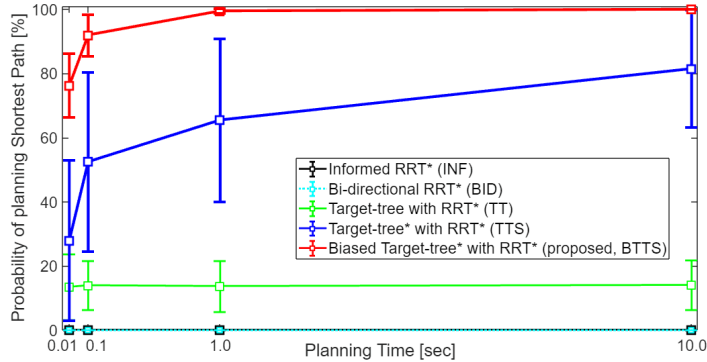 Probability of planning Shortest Path [%]
100
80
60
40
20
0
Informed RRT* (INF)
Bi-directional RRT* (BID)
Target-tree with RRT* (TT)
Target-tree* with RRT* (TTS)
Biased Target-tree* with RRT* (proposed, BTTS)
0.01 0.1 1.0 10.0
Planning Time [sec]